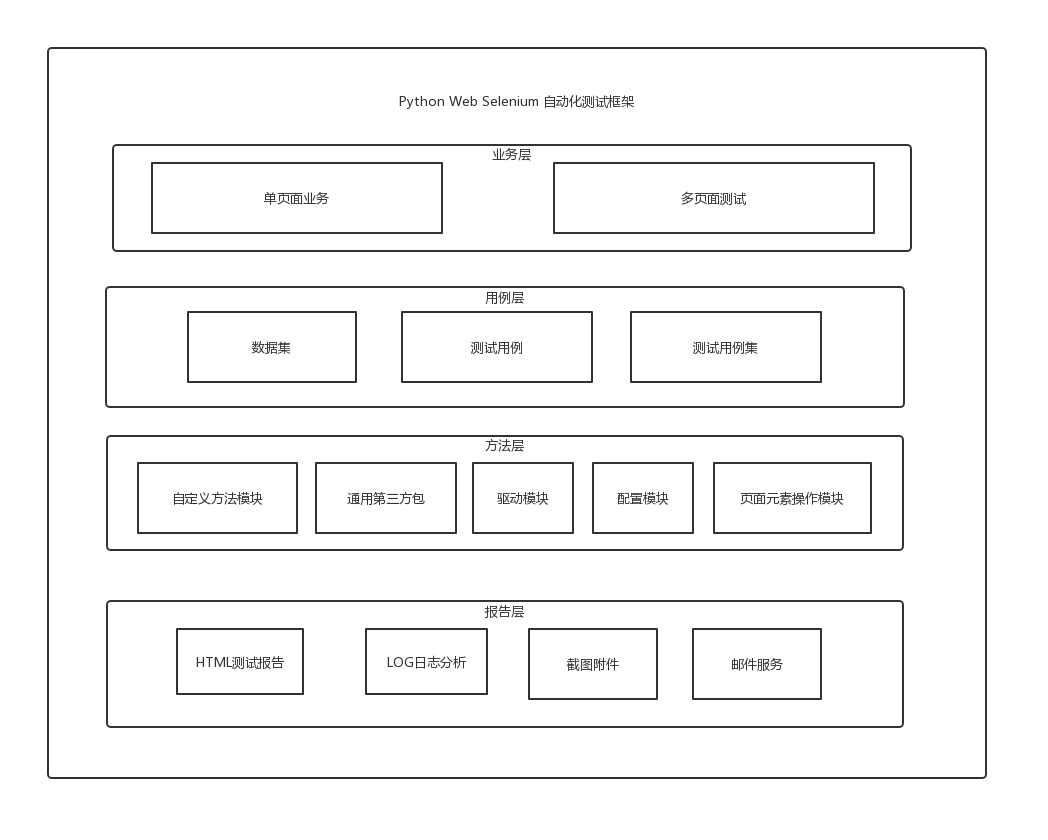 Python Web Selenium 自动化测试框架
业务层
单页面业务
多页面测试
用例层
数据集
测试用例
测试用例集
方法层
自定义方法模块
通用第三方包
驱动模块
配置模块
页面元素操作模块
报告层
HTML测试报告
LOG日志分析
截图附件
邮件服务